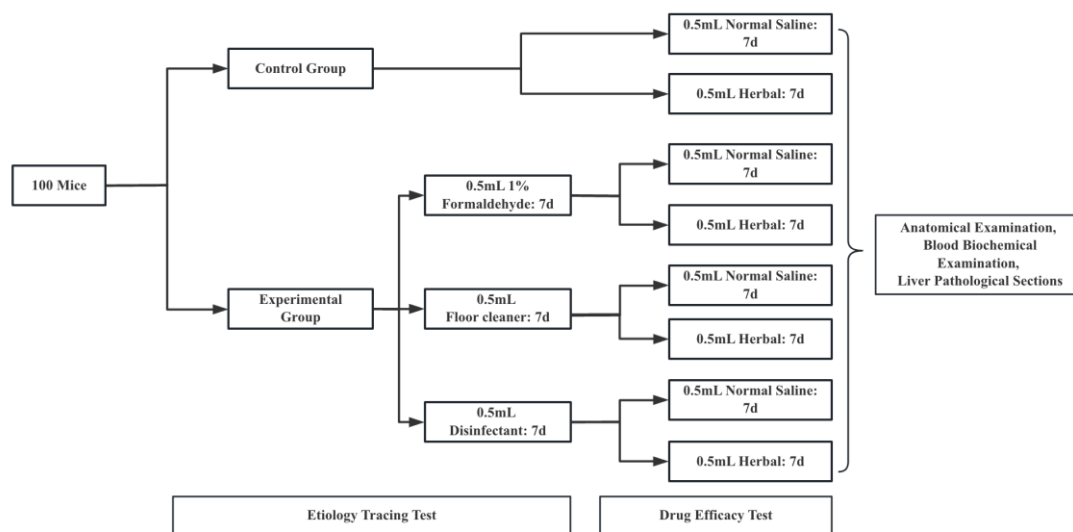 0.5mL Normal Saline:
7d
Control Group
0.5mL Herbal: 7d
100 Mice
0.5mL 1%
Formaldehyde: 7d
0.5mL Normal Saline:
7d
0.5mL Herbal: 7d
Experimental
Group
0.5mL
Floor cleaner: 7d
0.5mL Normal Saline:
7d
0.5mL Herbal: 7d
0.5mL
Disinfectant: 7d
0.5mL Normal Saline:
7d
0.5mL Herbal: 7d
Anatomical Examination,
Blood Biochemical
Examination,
Liver Pathological Sections
Etiology Tracing Test
Drug Efficacy Test